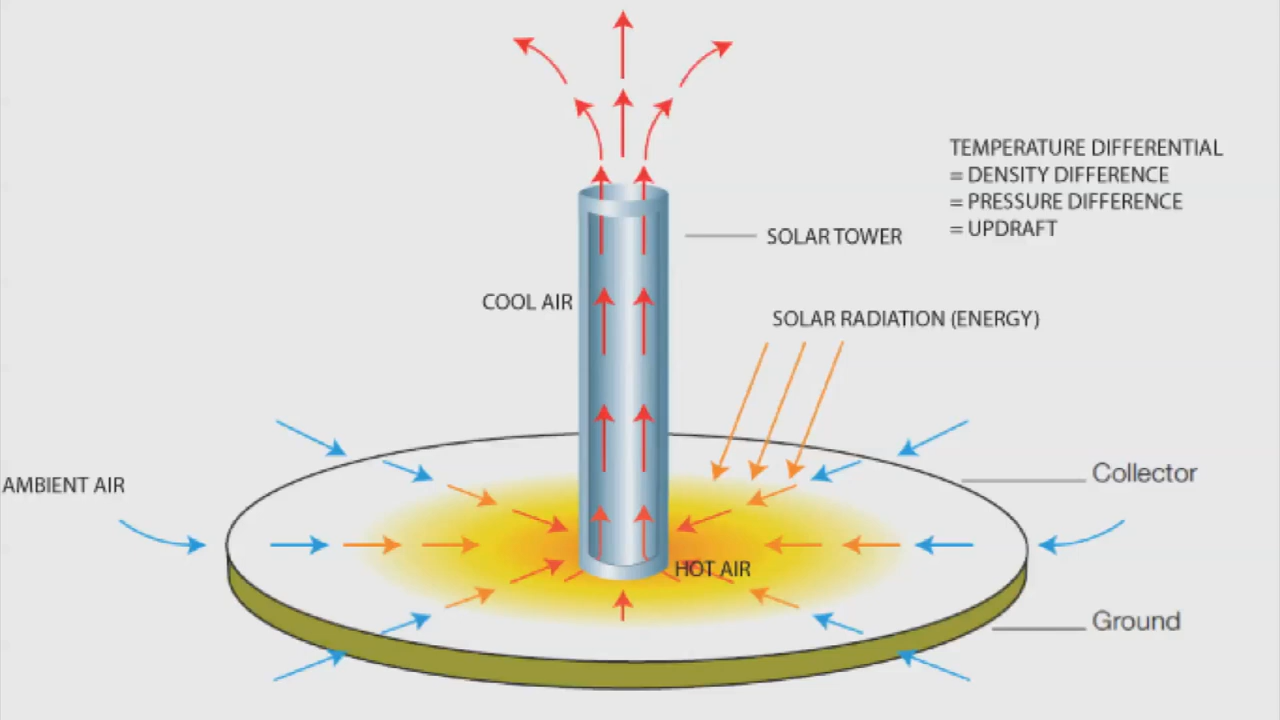 TEMPERATURE DIFFERENTIAL
= DENSITY DIFFERENCE
= PRESSURE DIFFERENCE
= UPDRAFT
SOLAR TOWER
COOL AIR
SOLAR RADIATION (ENERGY)
Collector
AMBIENT AIR
HOT AIR
Ground